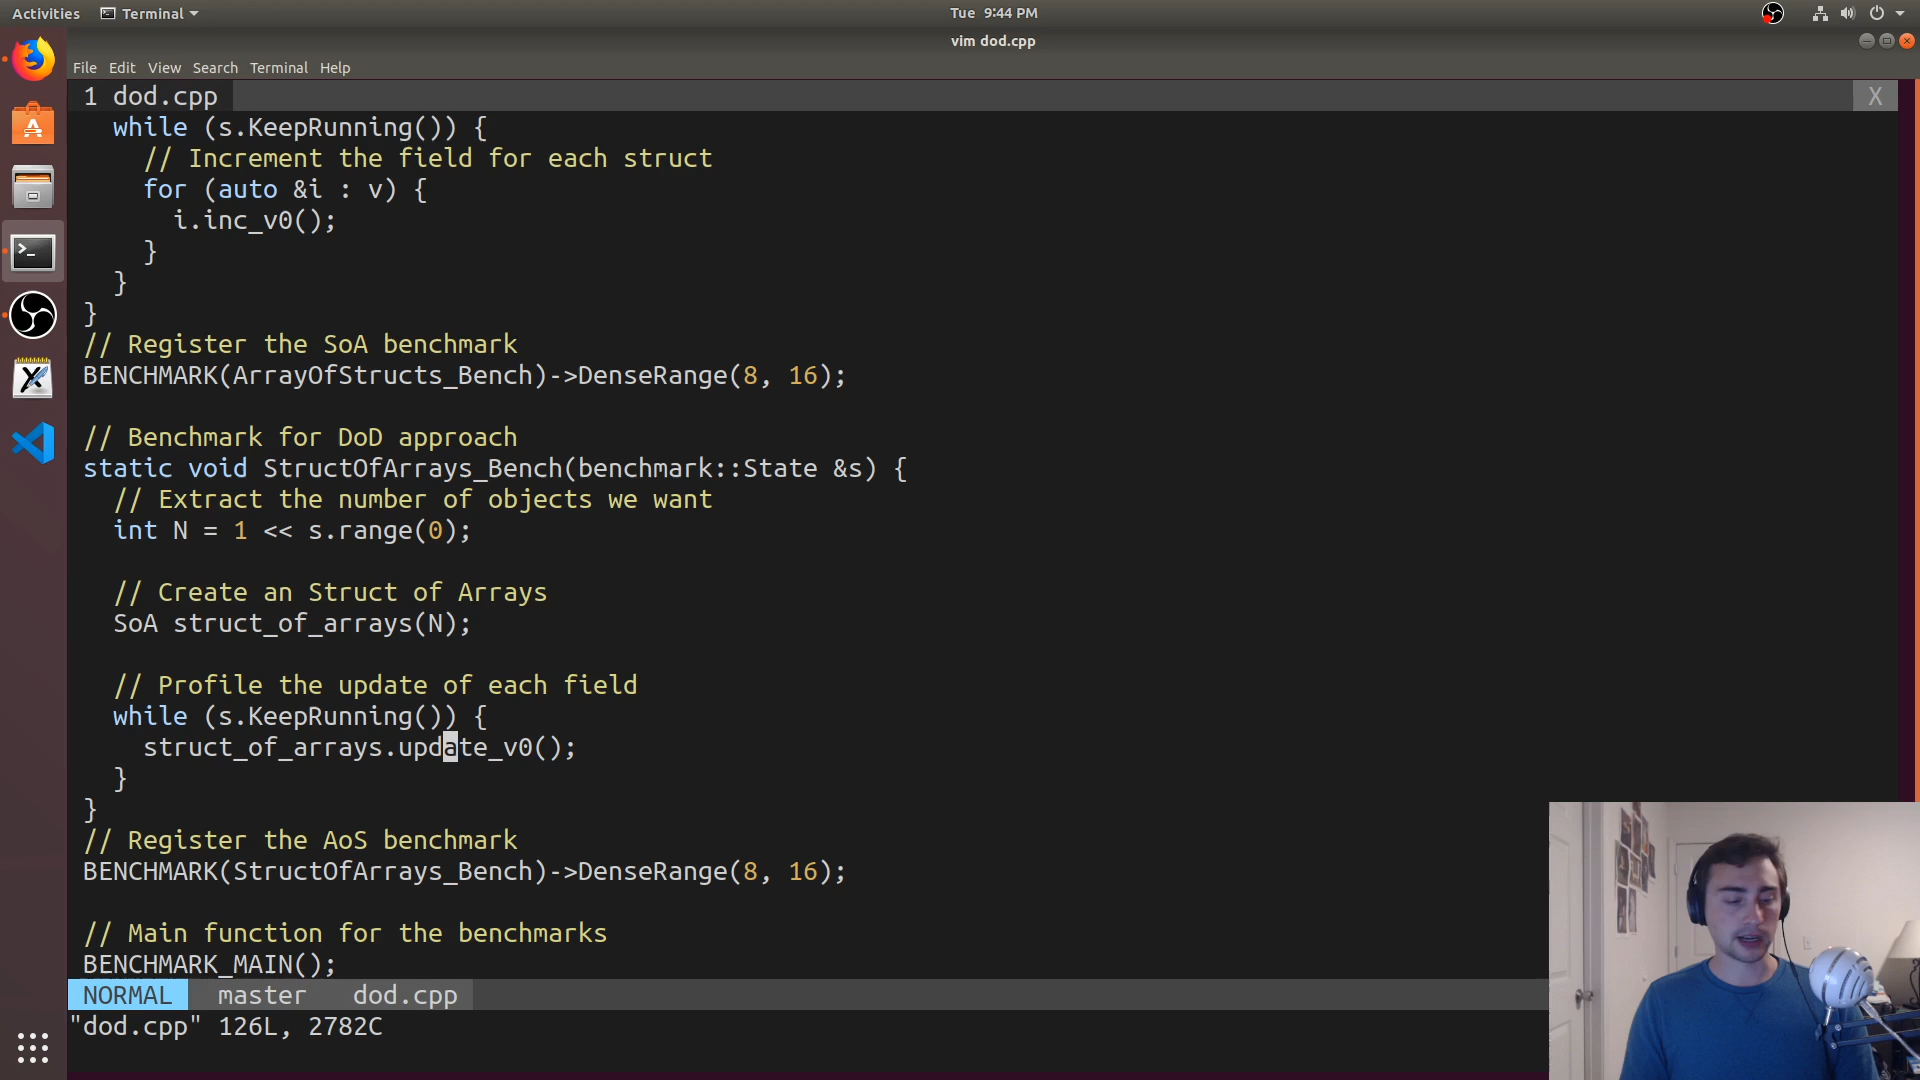 Activities
Terminal
Tue 9:44 PM
vim dod.cpp
File Edit View Search Terminal Help
1 dod.cpp X
while (s.KeepRunning()) {
// Increment the field for each struct
for (auto &i : v) {
i.inc_v0();
}
}
}
// Register the SoA benchmark
BENCHMARK(ArrayOfStructs_Bench)->DenseRange(8, 16);
// Benchmark for DoD approach
static void StructOfArrays_Bench(benchmark::State &s) {
// Extract the number of objects we want
int N = 1 << s.range(0);
// Create an Struct of Arrays
SoA struct_of_arrays(N);
// Profile the update of each field
while (s.KeepRunning()) {
struct_of_arrays.update_v0();
}
}
// Register the AoS benchmark
BENCHMARK(StructOfArrays_Bench)->DenseRange(8, 16);
// Main function for the benchmarks
BENCHMARK_MAIN();
NORMAL master dod.cpp
"dod.cpp" 126L, 2782C